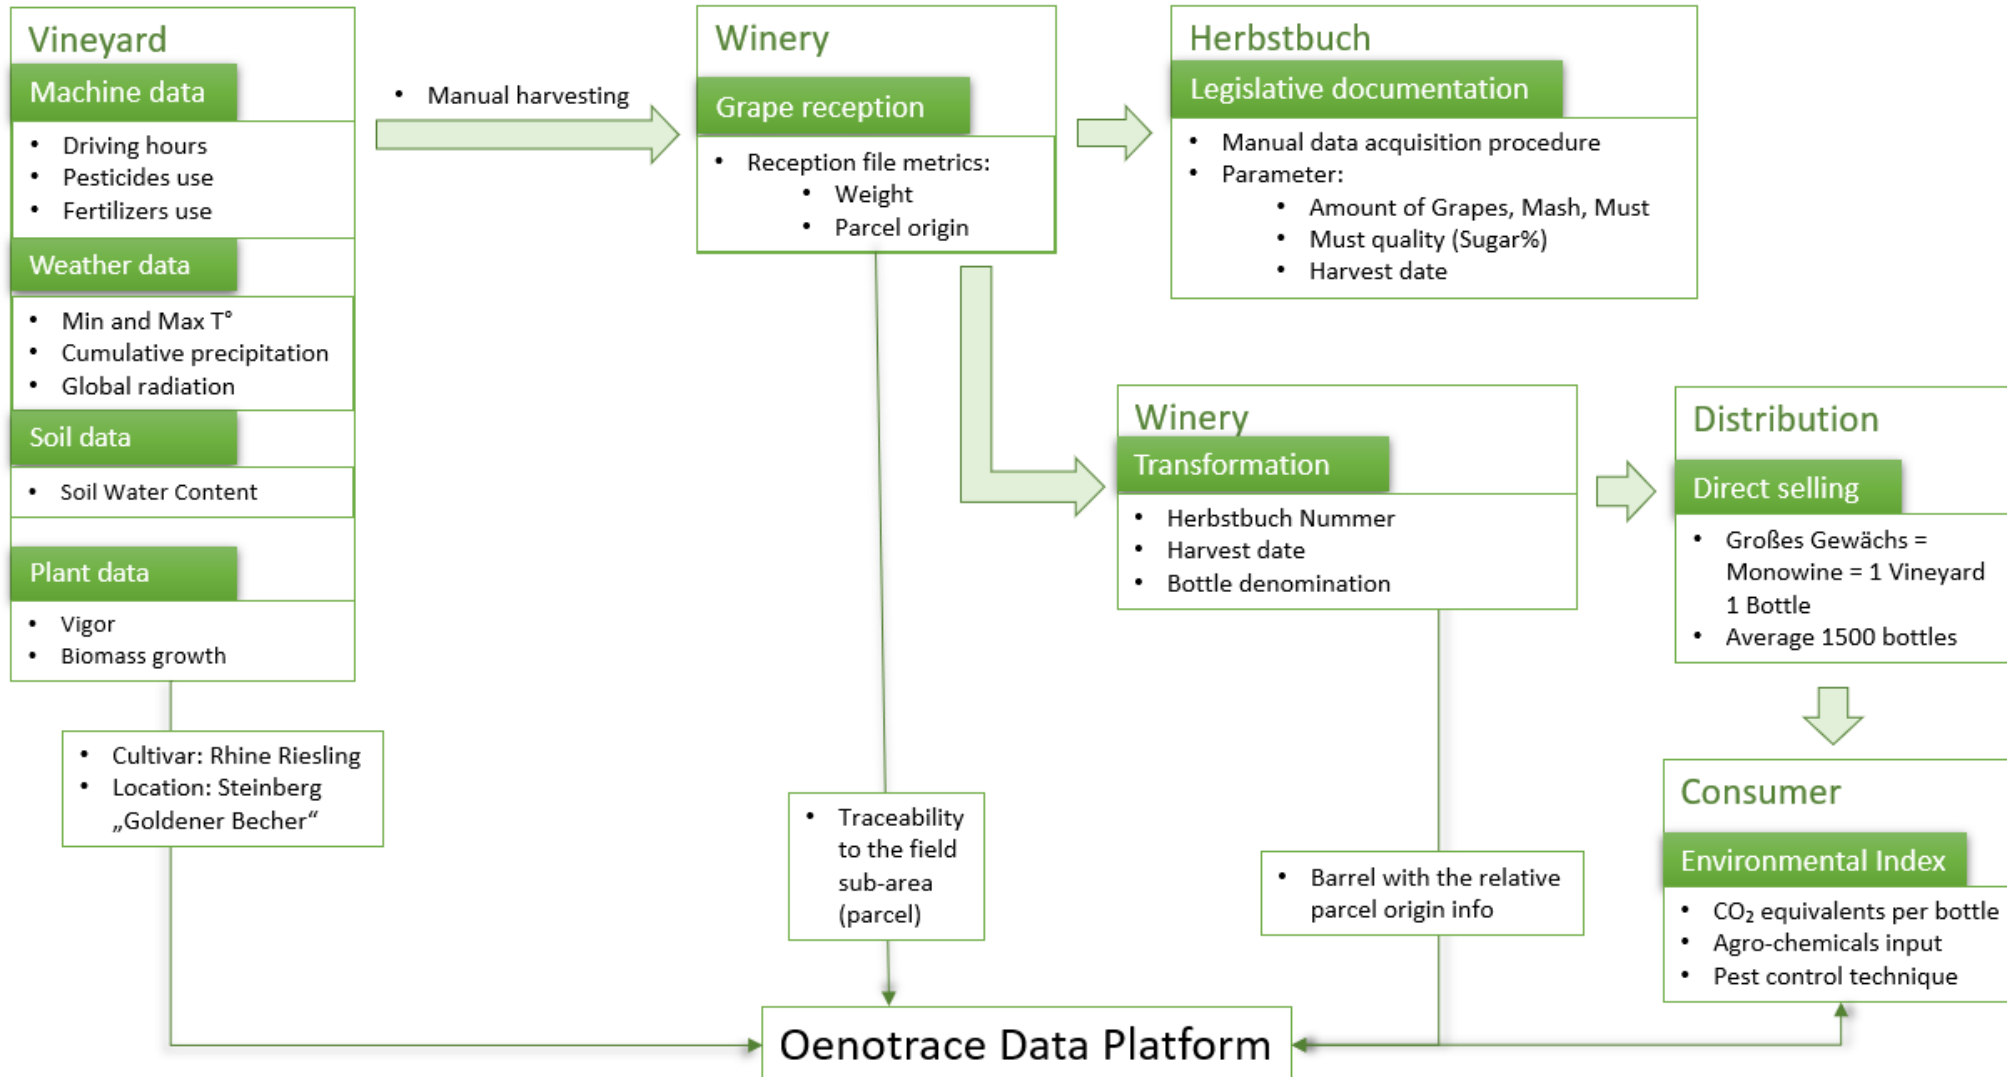 Vineyard
Machine data
• Driving hours
• Pesticides use
• Fertilizers use
Weather data
• Min and Max T°
• Cumulative precipitation
• Global radiation
Soil data
• Soil Water Content
Plant data
• Vigor
• Biomass growth
• Cultivar: Rhine Riesling
• Location: Steinberg
„Goldener Becher“
• Manual harvesting
Winery
Grape reception
• Reception file metrics:
• Weight
• Parcel origin
• Traceability
to the field
sub-area
(parcel)
Herbstbuch
Legislative documentation
• Manual data acquisition procedure
• Parameter:
• Amount of Grapes, Mash, Must
• Must quality (Sugar%)
• Harvest date
Winery
Transformation
• Herbstbuch Nummer
• Harvest date
• Bottle denomination
• Barrel with the relative
parcel origin info
Distribution
Direct selling
• Großes Gewächs =
Monowine = 1 Vineyard
1 Bottle
• Average 1500 bottles
Consumer
Environmental Index
• CO₂ equivalents per bottle
• Agro-chemicals input
• Pest control technique
Oenotrace Data Platform